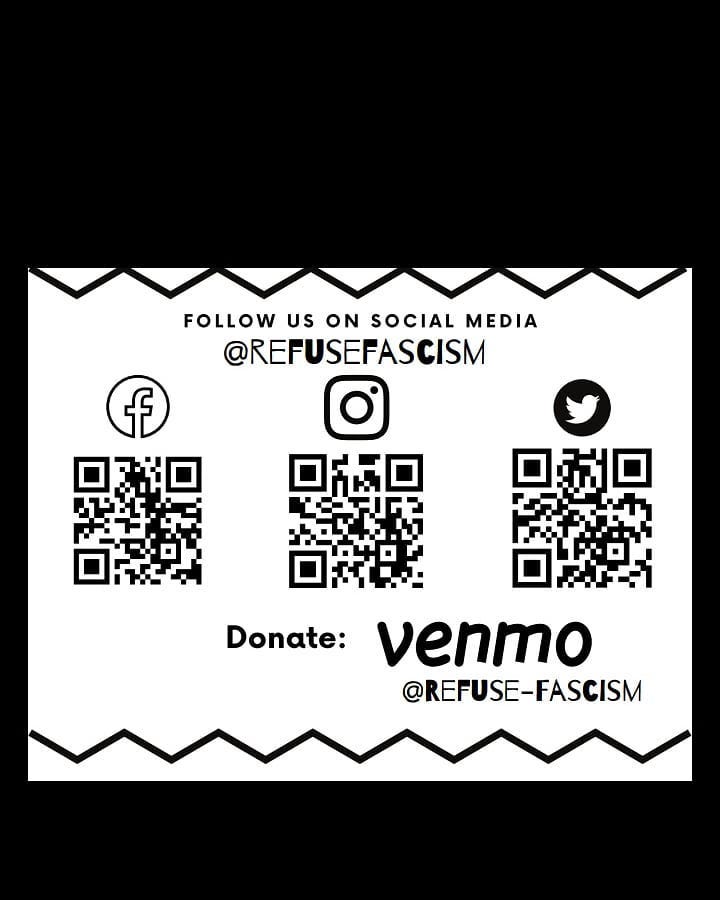 FOLLOW US ON SOCIAL MEDIA
@REFUSEFASCISM
Donate: venmo
@REFUSE-FASCISM